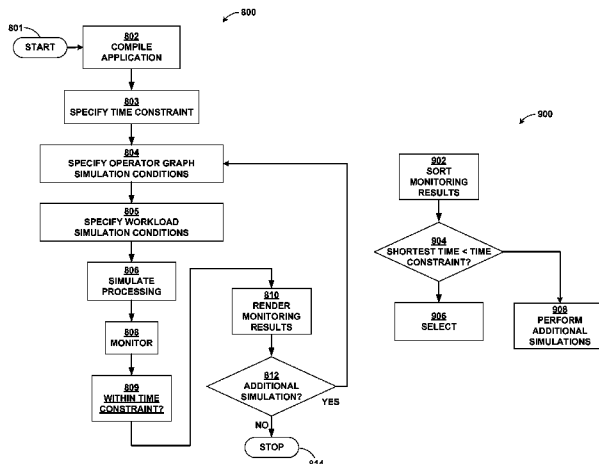 800
801
START
802
COMPILE
APPLICATION
803
SPECIFY TIME CONSTRAINT
804
SPECIFY OPERATOR GRAPH
SIMULATION CONDITIONS
805
SPECIFY WORKLOAD
SIMULATION CONDITIONS
806
SIMULATE
PROCESSING
808
MONITOR
809
WITHIN TIME
CONSTRAINT?
810
RENDER
MONITORING
RESULTS
812
ADDITIONAL
SIMULATION?
YES
NO
STOP
814
900
902
SORT
MONITORING
RESULTS
904
SHORTEST TIME < TIME
CONSTRAINT?
906
SELECT
908
PERFORM
ADDITIONAL
SIMULATIONS